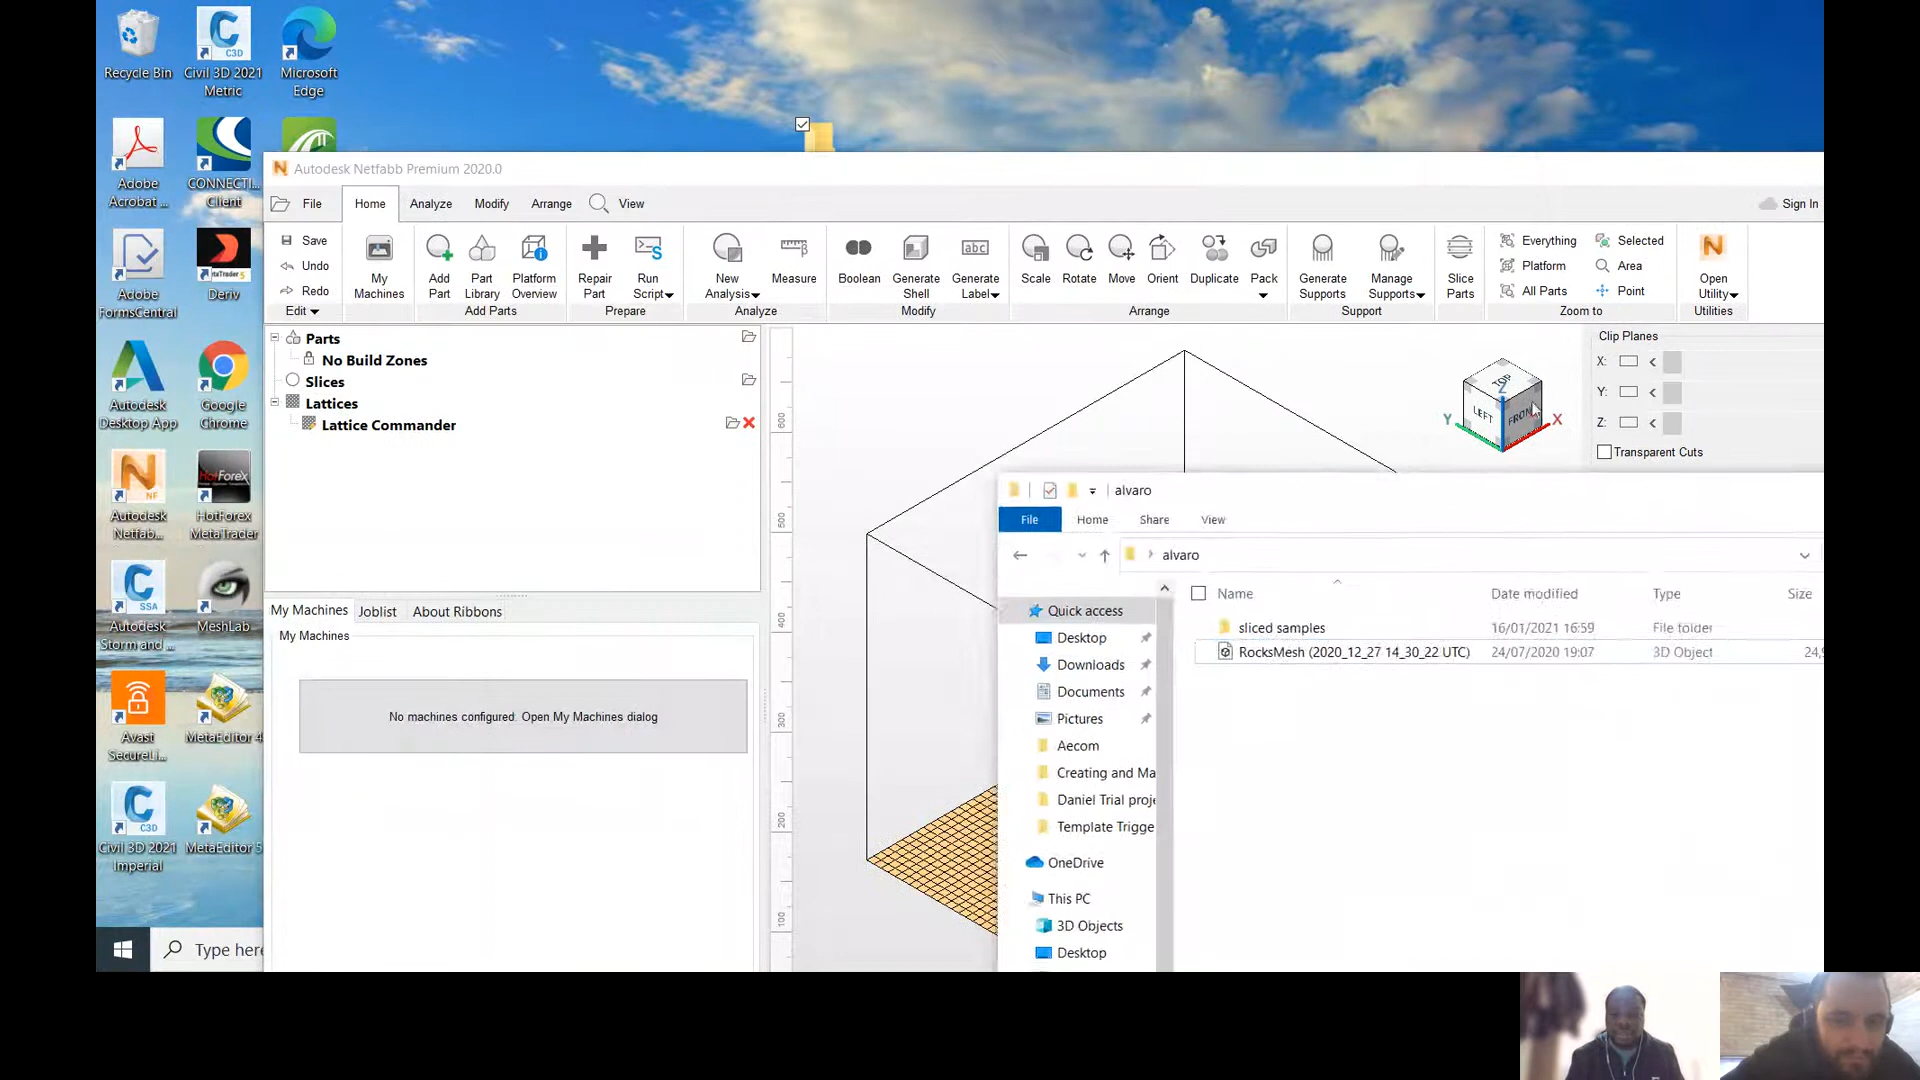 Recycle Bin
Civil 3D 2021
Metric
Microsoft
Edge
Adobe
Acrobat ...
CONNECTI...
Client
Adobe
FormsCentral
Deriv
Autodesk
Desktop App
Google
Chrome
Autodesk
Netfab...
HotForex
MetaTrader
Autodesk
Storm and ...
MeshLab
Avast
SecureLi...
MetaEditor 4
Civil 3D 2021
Imperial
MetaEditor 5
Type here
Autodesk Netfabb Premium 2020.0
File
Home
Analyze
Modify
Arrange
View
Sign In
Save
Undo
Redo
Edit
My
Machines
Add
Part
Part
Library
Platform
Overview
Add Parts
Repair
Part
Run
Script
Prepare
New
Analysis
Measure
Analyze
Boolean
Generate
Shell
Generate
Label
Modify
Scale
Rotate
Move
Orient
Duplicate
Pack
Arrange
Generate
Supports
Manage
Supports
Support
Slice
Parts
Everything
Platform
All Parts
Selected
Area
Point
Zoom to
Open
Utility
Utilities
Parts
No Build Zones
Slices
Lattices
Lattice Commander
My Machines
Joblist
About Ribbons
My Machines
No machines configured. Open My Machines dialog
600
500
400
300
200
100
TOP
LEFT
FRONT
Z
Y
X
Clip Planes
X: <
Y: <
Z: <
Transparent Cuts
alvaro
File
Home
Share
View
alvaro
Name
Date modified
Type
Size
sliced samples
16/01/2021 16:59
File folder
RocksMesh (2020_12_27 14_30_22 UTC)
24/07/2020 19:07
3D Object
24,
Quick access
Desktop
Downloads
Documents
Pictures
Aecom
Creating and Ma
Daniel Trial proje
Template Trigge
OneDrive
This PC
3D Objects
Desktop